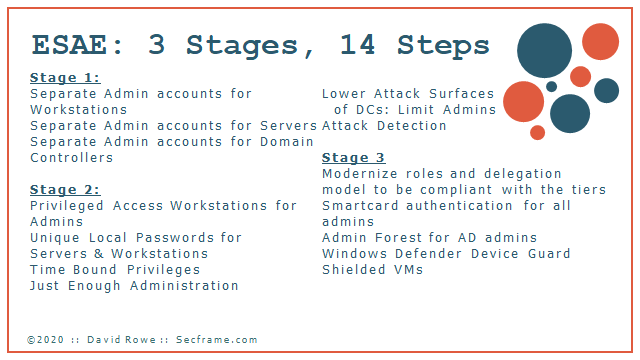 ESAE: 3 Stages, 14 Steps
Stage 1:
Separate Admin accounts for
Workstations
Separate Admin accounts for Servers
Separate Admin accounts for Domain
Controllers
Stage 2:
Privileged Access Workstations for
Admins
Unique Local Passwords for
Servers & Workstations
Time Bound Privileges
Just Enough Administration
Lower Attack Surfaces
of DCs: Limit Admins
Attack Detection
Stage 3
Modernize roles and delegation
model to be compliant with the tiers
Smartcard authentication for all
admins
Admin Forest for AD admins
Windows Defender Device Guard
Shielded VMs
©2020 :: David Rowe :: Secframe.com